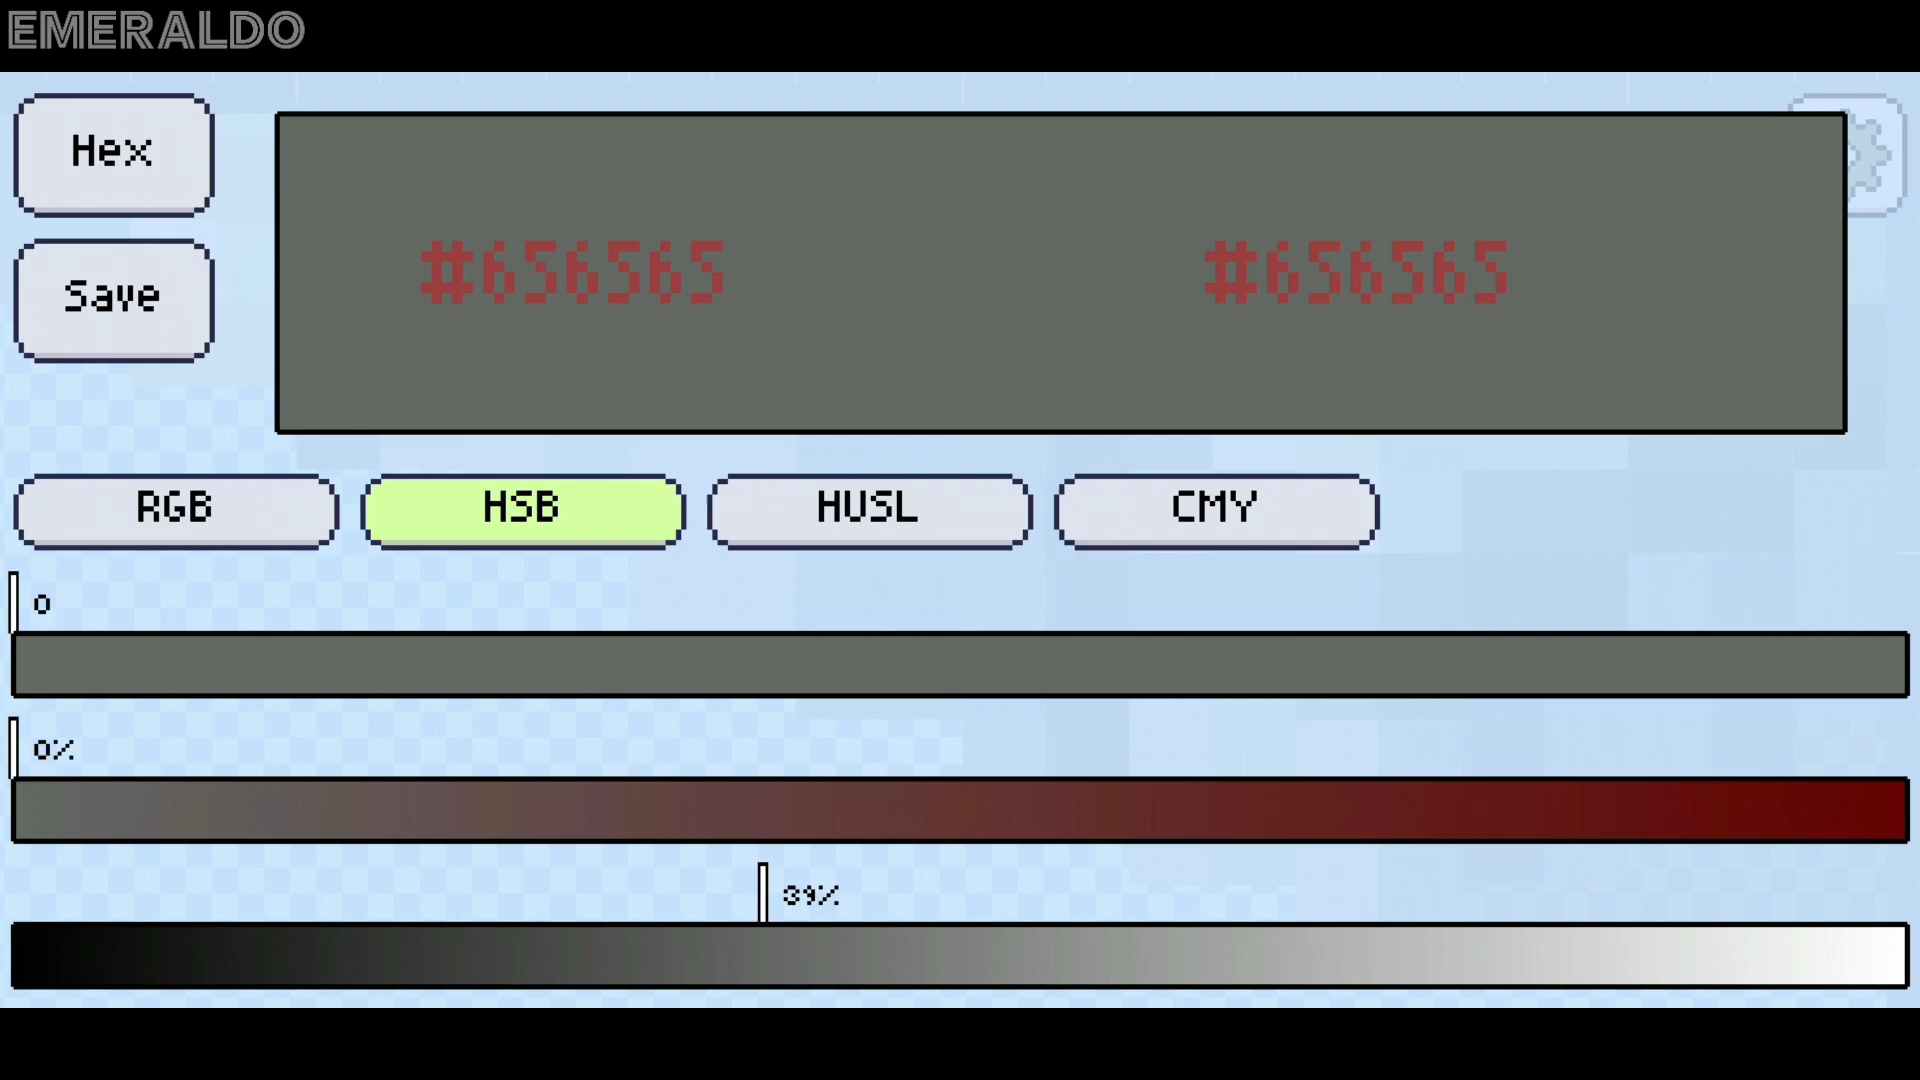 EMERALDO
Hex
Save
#656565 #656565
RGB HSB HUSL CMY
0
0%
39%